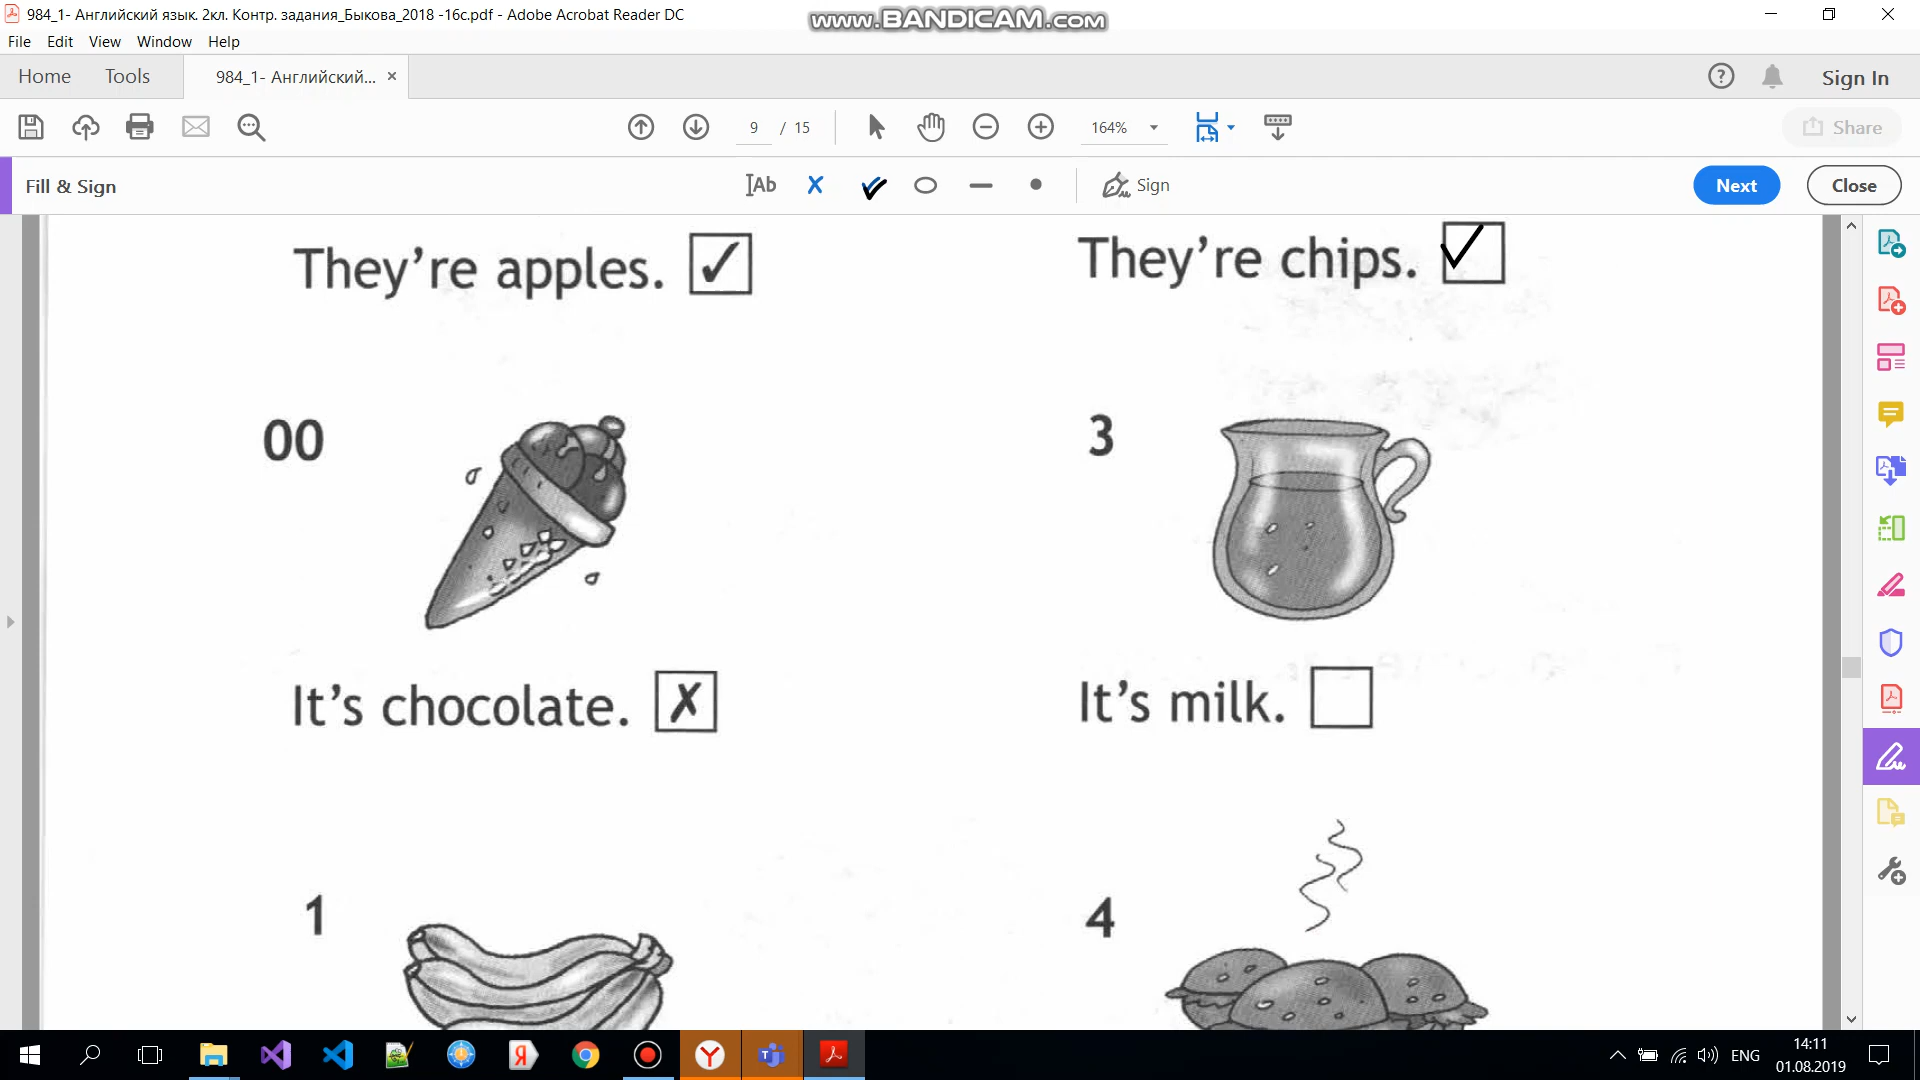 984_1- Английский язык. 2кл. Контр. задания_Быкова_2018 -16с.pdf - Adobe Acrobat Reader DC
www.BANDICAM.com
File Edit View Window Help
Home Tools 984_1- Английский... × Sign In
9 / 15 164% Share
Fill & Sign Ab Sign Next Close
They're apples. ✓
They're chips. ✓
00
3
It's chocolate. ✗
It's milk.
1
4
14:11
ENG
01.08.2019